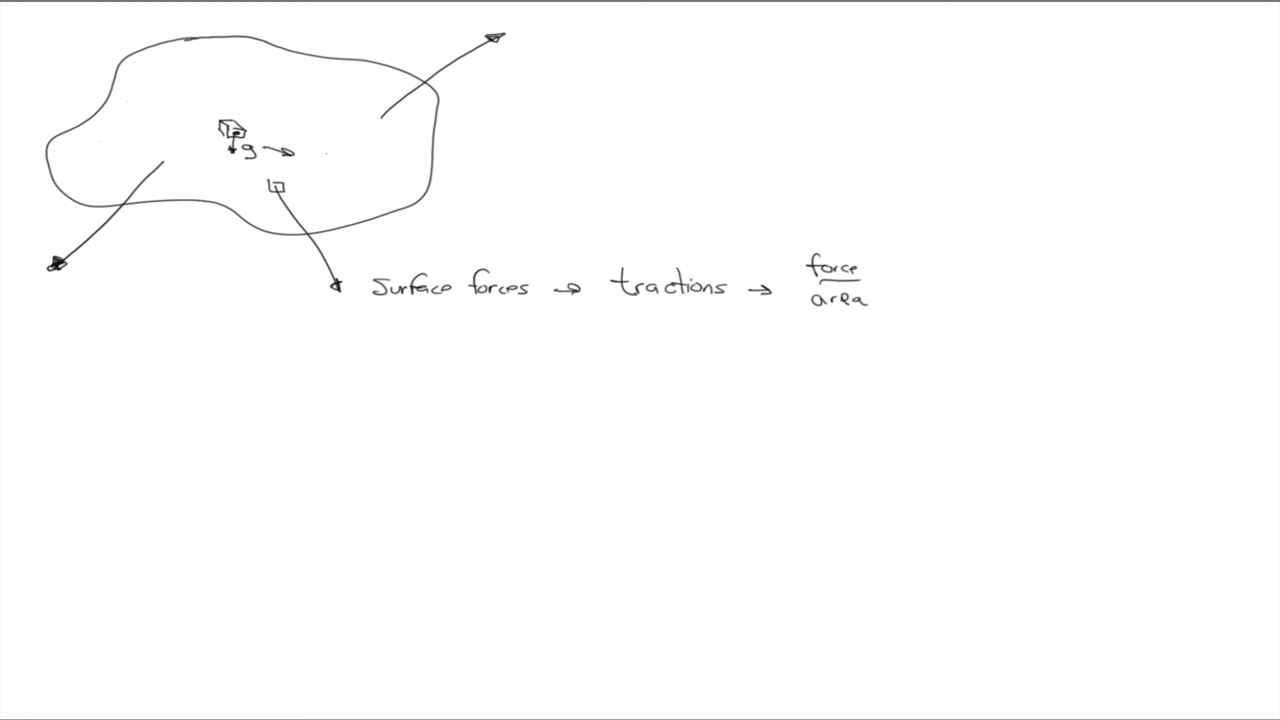 g →
surface forces → tractions → force
area